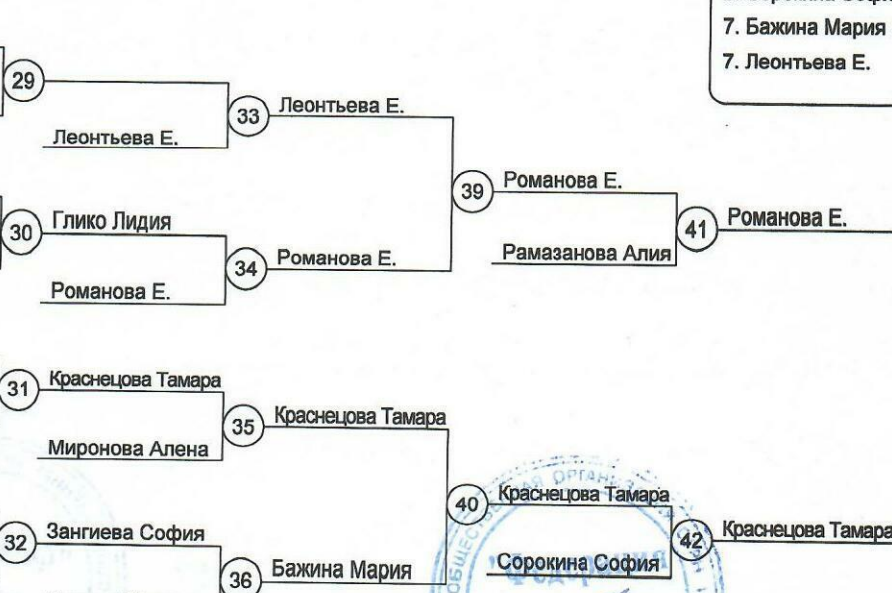 7. Бажина Мария
7. Леонтьева Е.
29
Леонтьева Е.
33
Леонтьева Е.
30
Глико Лидия
Романова Е.
34
Романова Е.
39
Романова Е.
Рамазанова Алия
41
Романова Е.
31
Краснецова Тамара
Миронова Алена
35
Краснецова Тамара
32
Зангиева София
36
Бажина Мария
40
Краснецова Тамара
Сорокина София
42
Краснецова Тамара